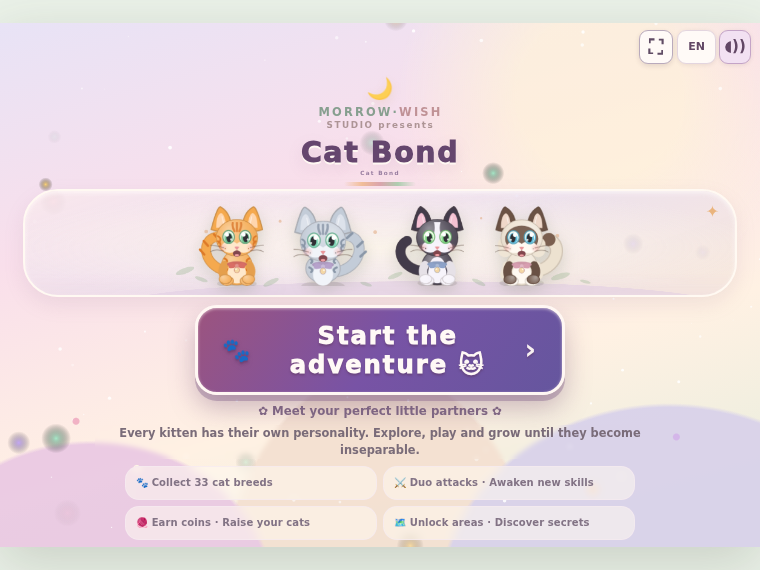 EN
MORROW·WISH
STUDIO presents
Cat Bond
Cat Bond
Start the
adventure
✿ Meet your perfect little partners ✿
Every kitten has their own personality. Explore, play and grow until they become
inseparable.
Collect 33 cat breeds
Duo attacks · Awaken new skills
Earn coins · Raise your cats
Unlock areas · Discover secrets